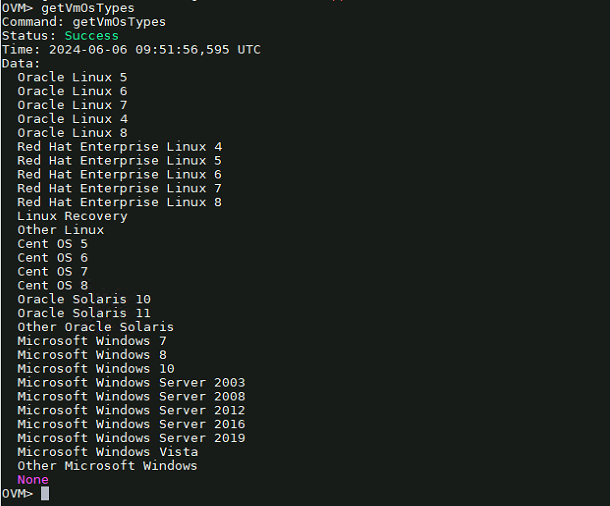 OVM> getVmOsTypes
Command: getVmOsTypes
Status: Success
Time: 2024-06-06 09:51:56,595 UTC
Data:
Oracle Linux 5
Oracle Linux 6
Oracle Linux 7
Oracle Linux 4
Oracle Linux 8
Red Hat Enterprise Linux 4
Red Hat Enterprise Linux 5
Red Hat Enterprise Linux 6
Red Hat Enterprise Linux 7
Red Hat Enterprise Linux 8
Linux Recovery
Other Linux
Cent OS 5
Cent OS 6
Cent OS 7
Cent OS 8
Oracle Solaris 10
Oracle Solaris 11
Other Oracle Solaris
Microsoft Windows 7
Microsoft Windows 8
Microsoft Windows 10
Microsoft Windows Server 2003
Microsoft Windows Server 2008
Microsoft Windows Server 2012
Microsoft Windows Server 2016
Microsoft Windows Server 2019
Microsoft Windows Vista
Other Microsoft Windows
None
OVM>